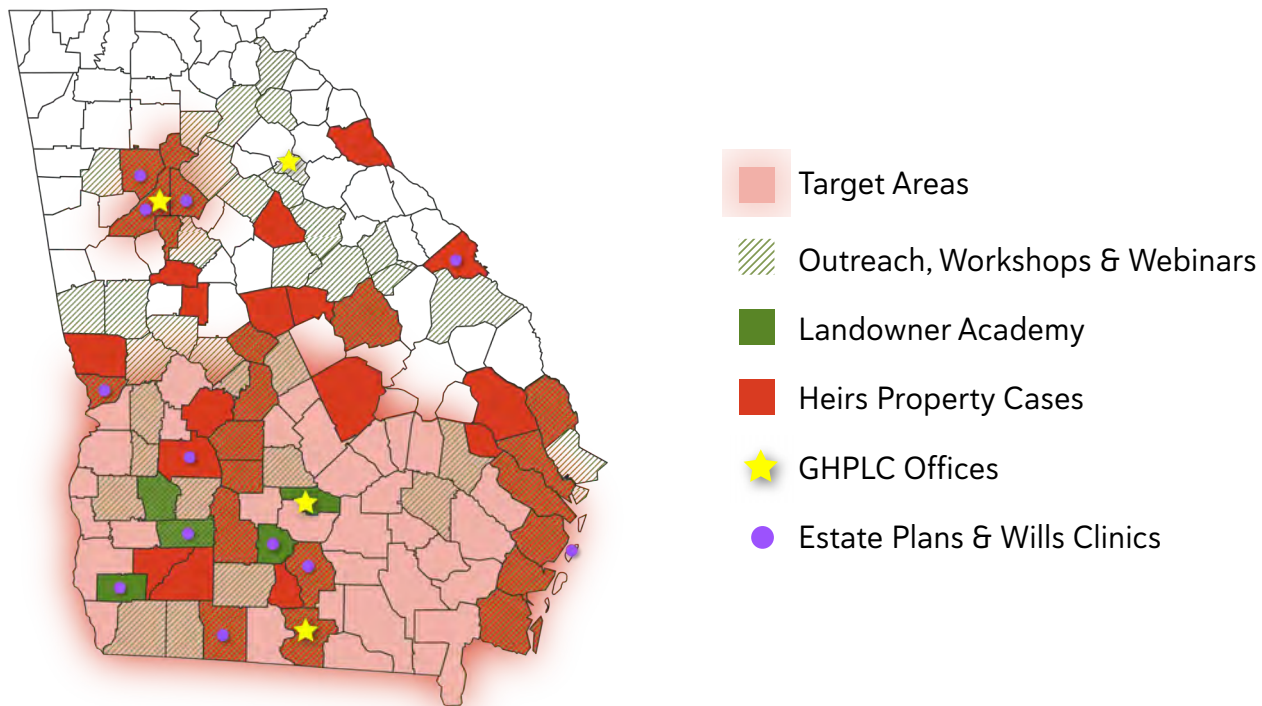 Target Areas
Outreach, Workshops & Webinars
Landowner Academy
Heirs Property Cases
GHPLC Offices
Estate Plans & Wills Clinics